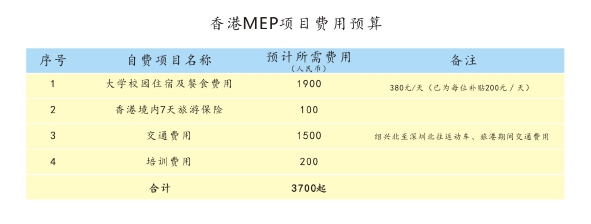 香港MEP项目费用预算
序号 自费项目名称 预计所需费用（人民币） 备注
1 大学校园住宿及餐食费用 1900 380元/天（已为每位补贴200元/天）
2 香港境内7天旅游保险 100
3 交通费用 1500 绍兴北至深圳北往返动车、旅港期间交通费用
4 培训费用 200
合计 3700起